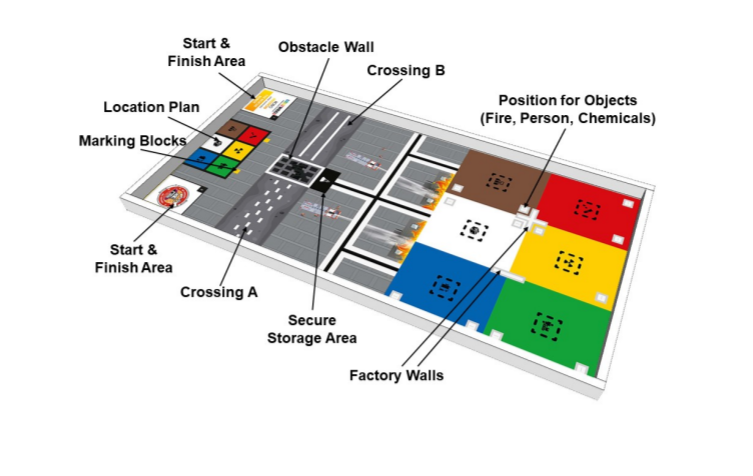 Start &
Finish Area
Obstacle Wall
Crossing B
Location Plan
Position for Objects
(Fire, Person, Chemicals)
Marking Blocks
Start &
Finish Area
Crossing A
Secure
Storage Area
Factory Walls